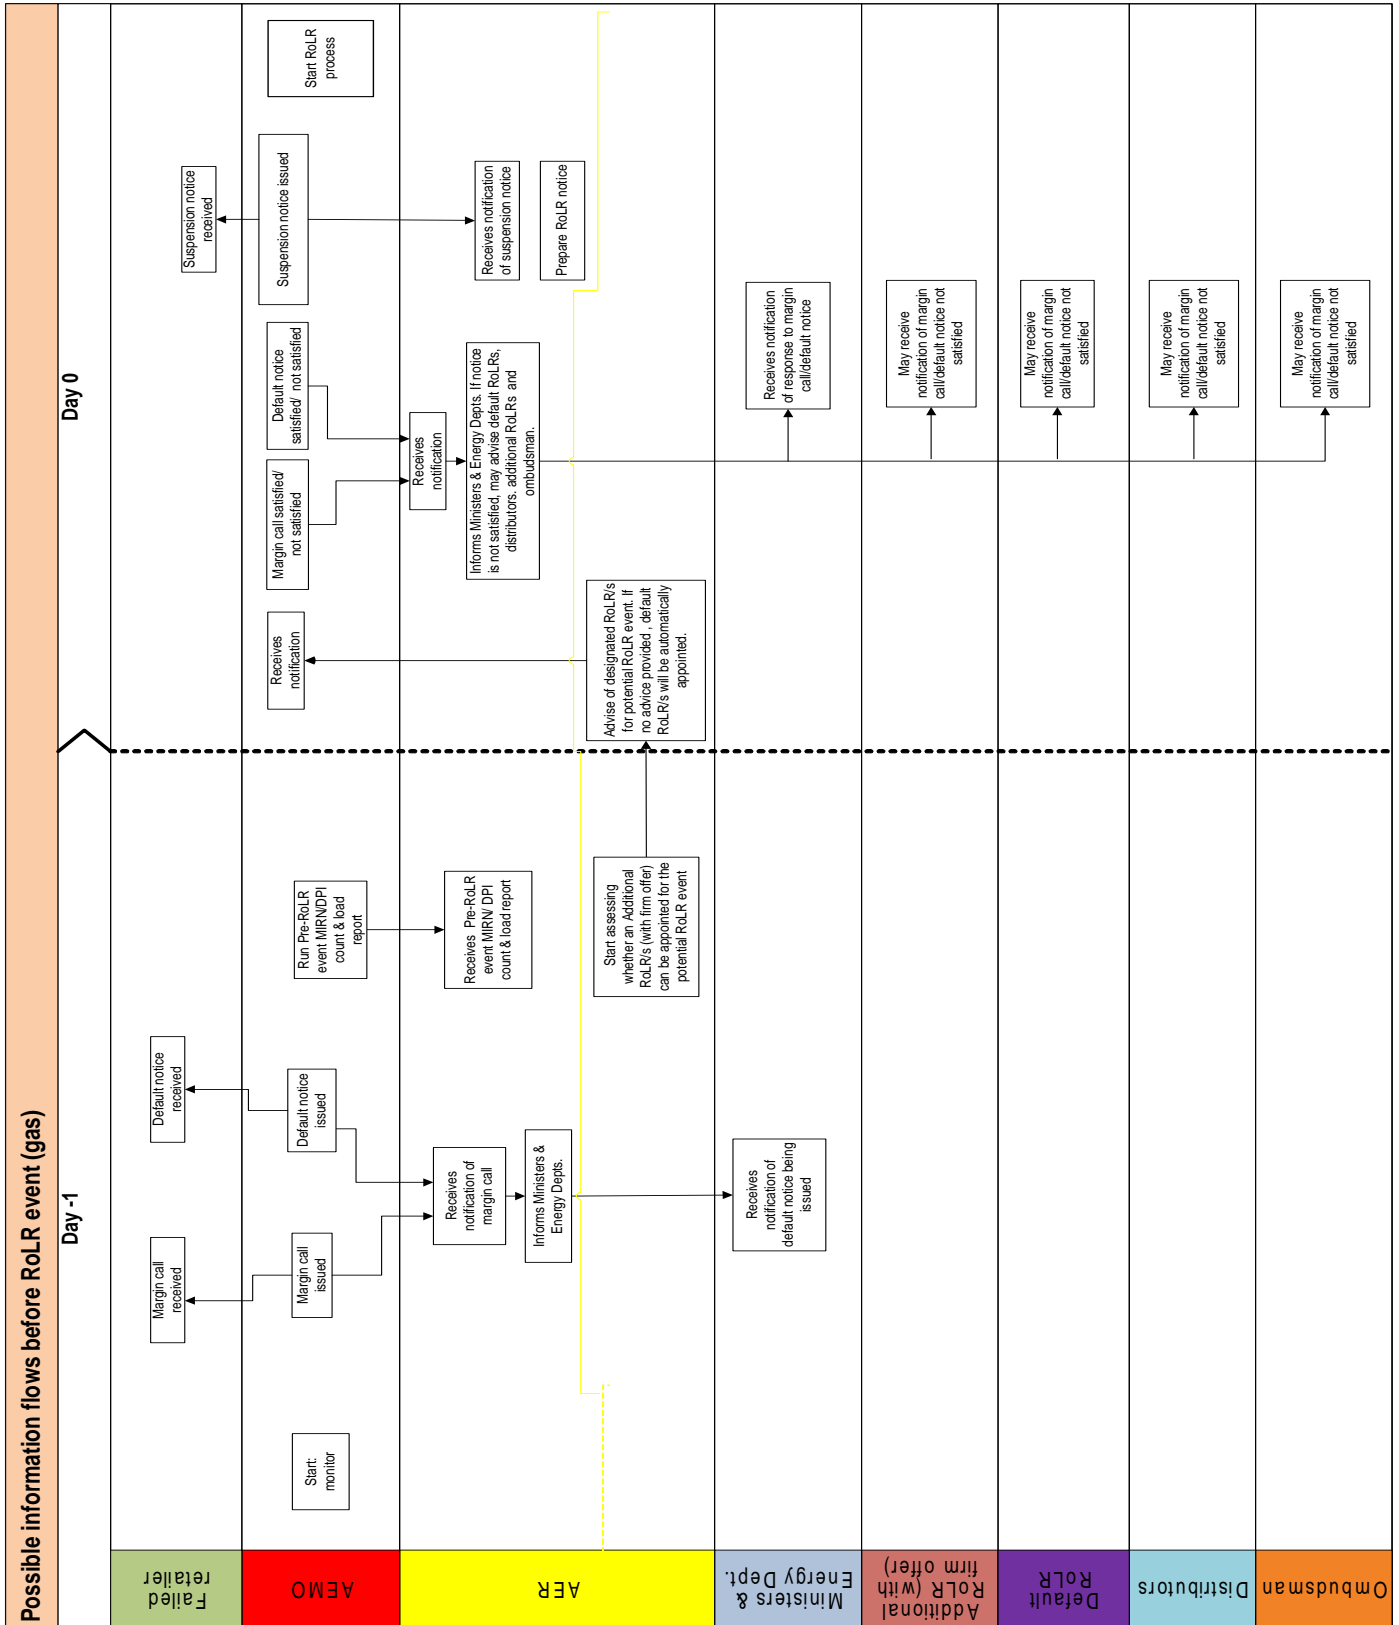 Possible information flows before RoLR event (gas)
Day -1
Day 0
Failed
retailer
Margin call
received
Default notice
received
Suspension notice
received
AEMO
Start:
monitor
Margin call
issued
Default notice
issued
Run Pre-RoLR
event MIRN/DPI
count & load
report
Receives
notification
Margin call satisfied/
not satisfied
Default notice
satisfied/ not satisfied
Suspension notice issued
Start RoLR
process
AER
Receives
notification of
margin call
Informs Ministers &
Energy Depts.
Receives Pre-RoLR
event MIRN/ DPI
count & load report
Start assessing
whether an Additional
RoLR/s (with firm offer)
can be appointed for the
potential RoLR event
Advise of designated RoLR/s
for potential RoLR event. If
no advice provided , default
RoLR/s will be automatically
appointed.
Receives
notification
Informs Ministers & Energy Depts. If notice
is not satisfied, may advise default RoLRs,
distributors. additional RoLRs and
ombudsman.
Receives notification
of suspension notice
Prepare RoLR notice
Ministers &
Energy Dept.
Receives
notification of
default notice being
issued
Receives notification
of response to margin
call/default notice
Additional
RoLR (with
firm offer)
May receive
notification of margin
call/default notice not
satisfied
Default
RoLR
May receive
notification of margin
call/default notice not
satisfied
Distributors
May receive
notification of margin
call/default notice not
satisfied
Ombudsman
May receive
notification of margin
call/default notice not
satisfied